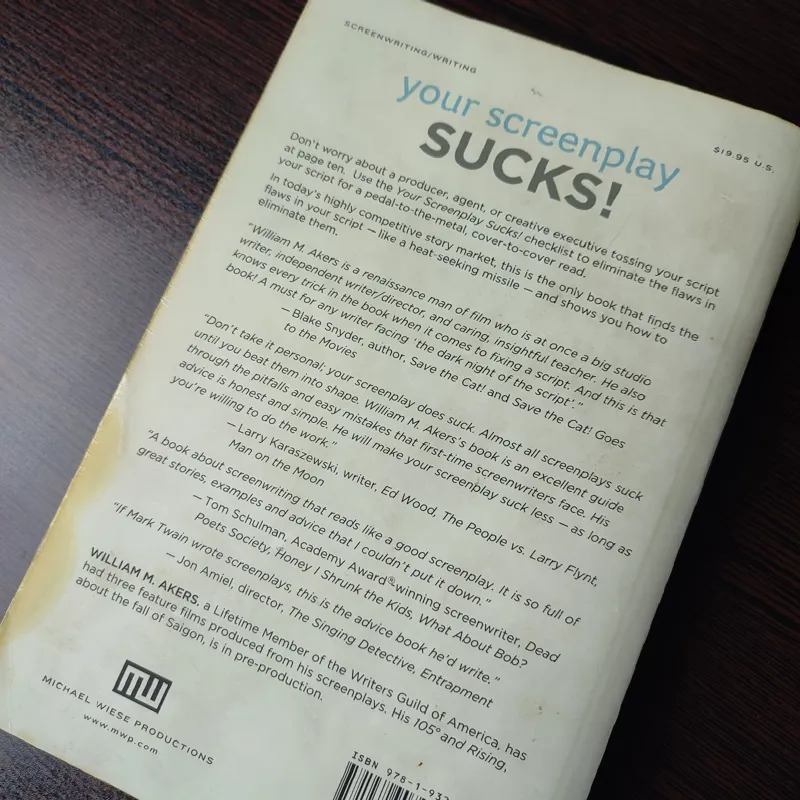 SCREENWRITING/WRITING
$19.95 U.S.
your screenplay
SUCKS!
Don't worry about a producer, agent, or creative executive tossing your script
at page ten. Use the Your Screenplay Sucks! checklist to eliminate the flaws in
your script for a pedal-to-the-metal, cover-to-cover read.
In today's highly competitive story market, this is the only book that finds the
flaws in your script — like a heat-seeking missile — and shows you how to
eliminate them.
"William M. Akers is a renaissance man of film who is at once a big studio
writer, independent writer/director, and caring, insightful teacher. He also
knows every trick in the book when it comes to fixing a script. And this is that
book! A must for any writer facing 'the dark night of the script'."
— Blake Snyder, author, Save the Cat! and Save the Cat! Goes
to the Movies
"Don't take it personal, your screenplay does suck. Almost all screenplays suck
until you beat them into shape. William M. Akers's book is an excellent guide
through the pitfalls and easy mistakes that first-time screenwriters face. His
advice is honest and simple. He will make your screenplay suck less — as long as
you're willing to do the work."
— Larry Karaszewski, writer, Ed Wood, The People vs. Larry Flynt,
Man on the Moon
"A book about screenwriting that reads like a good screenplay. It is so full of
great stories, examples and advice that I couldn't put it down."
— Tom Schulman, Academy Award®-winning screenwriter, Dead
Poets Society, Honey I Shrunk the Kids, What About Bob?
"If Mark Twain wrote screenplays, this is the advice book he'd write."
— Jon Amiel, director, The Singing Detective, Entrapment
WILLIAM M. AKERS, a Lifetime Member of the Writers Guild of America, has
had three feature films produced from his screenplays. His 105° and Rising,
about the fall of Saigon, is in pre-production.
MW
MICHAEL WIESE PRODUCTIONS
www.mwp.com
ISBN 978-1-932